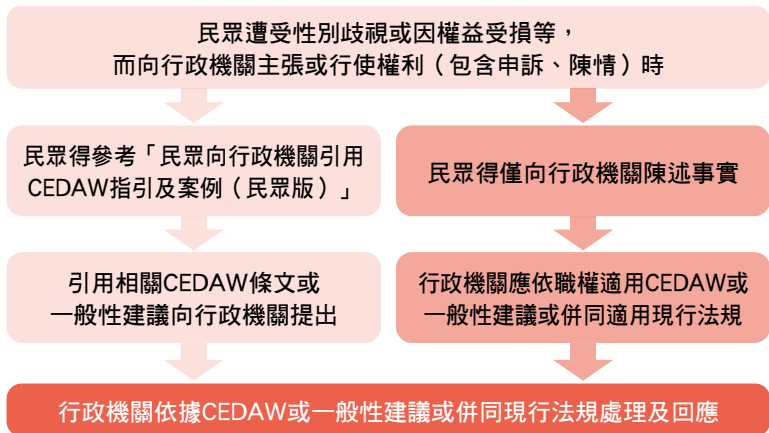 民眾遭受性別歧視或因權益受損等，
而向行政機關主張或行使權利（包含申訴、陳情）時
民眾得參考「民眾向行政機關引用
CEDAW指引及案例（民眾版）」
民眾得僅向行政機關陳述事實
引用相關CEDAW條文或
一般性建議向行政機關提出
行政機關應依職權適用CEDAW或
一般性建議或併同適用現行法規
行政機關依據CEDAW或一般性建議或併同現行法規處理及回應